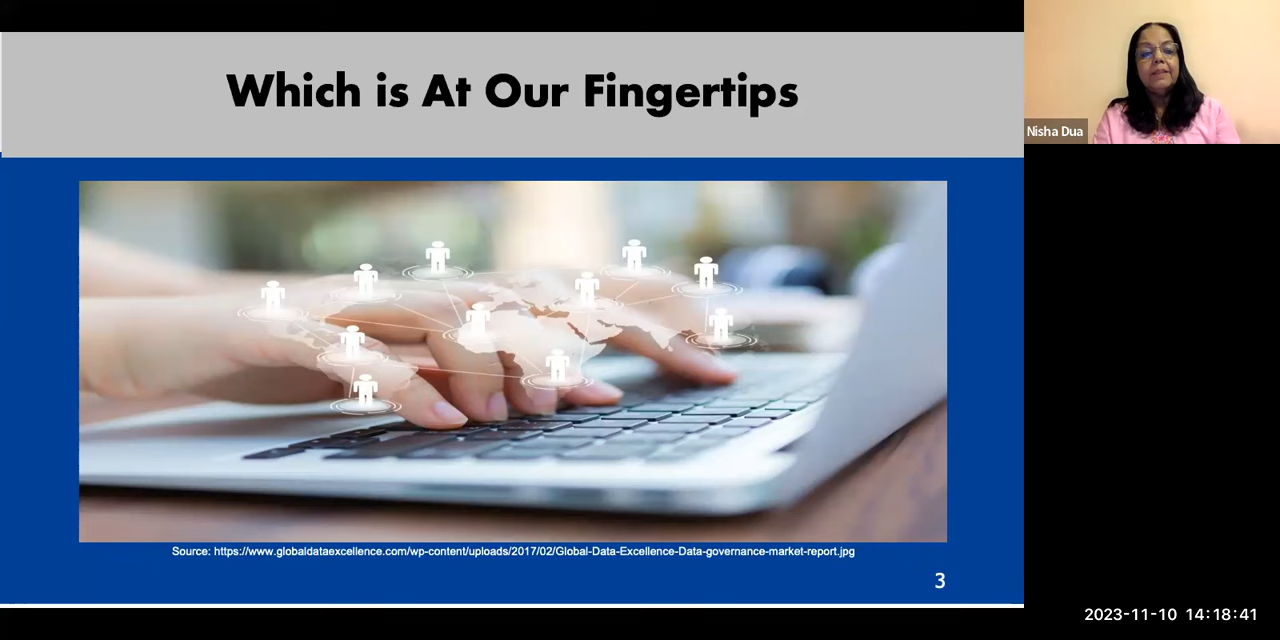 Which is At Our Fingertips
Nisha Dua
Source: https://www.globaldataexcellence.com/wp-content/uploads/2017/02/Global-Data-Excellence-Data-governance-market-report.jpg
3
2023-11-10 14:18:41